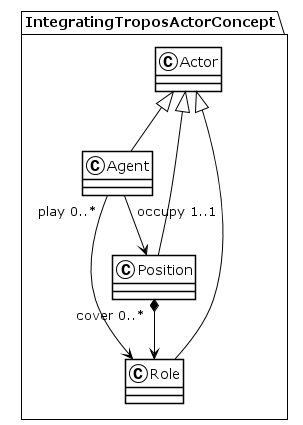 IntegratingTroposActorConcept
C Actor
C Agent
play 0..*
occupy 1..1
C Position
cover 0..*
C Role